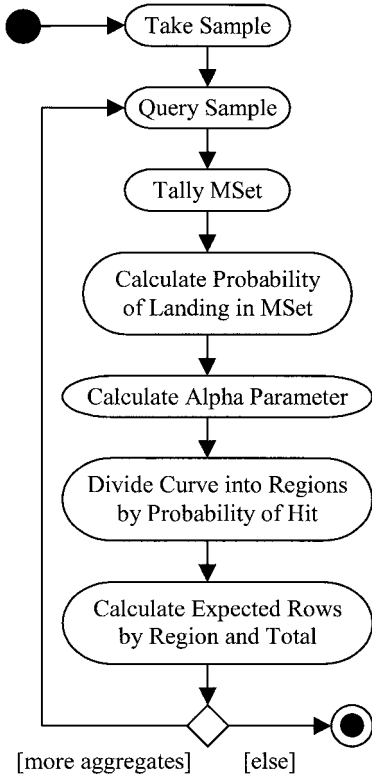 Take Sample
Query Sample
Tally MSet
Calculate Probability
of Landing in MSet
Calculate Alpha Parameter
Divide Curve into Regions
by Probability of Hit
Calculate Expected Rows
by Region and Total
[more aggregates] [else]